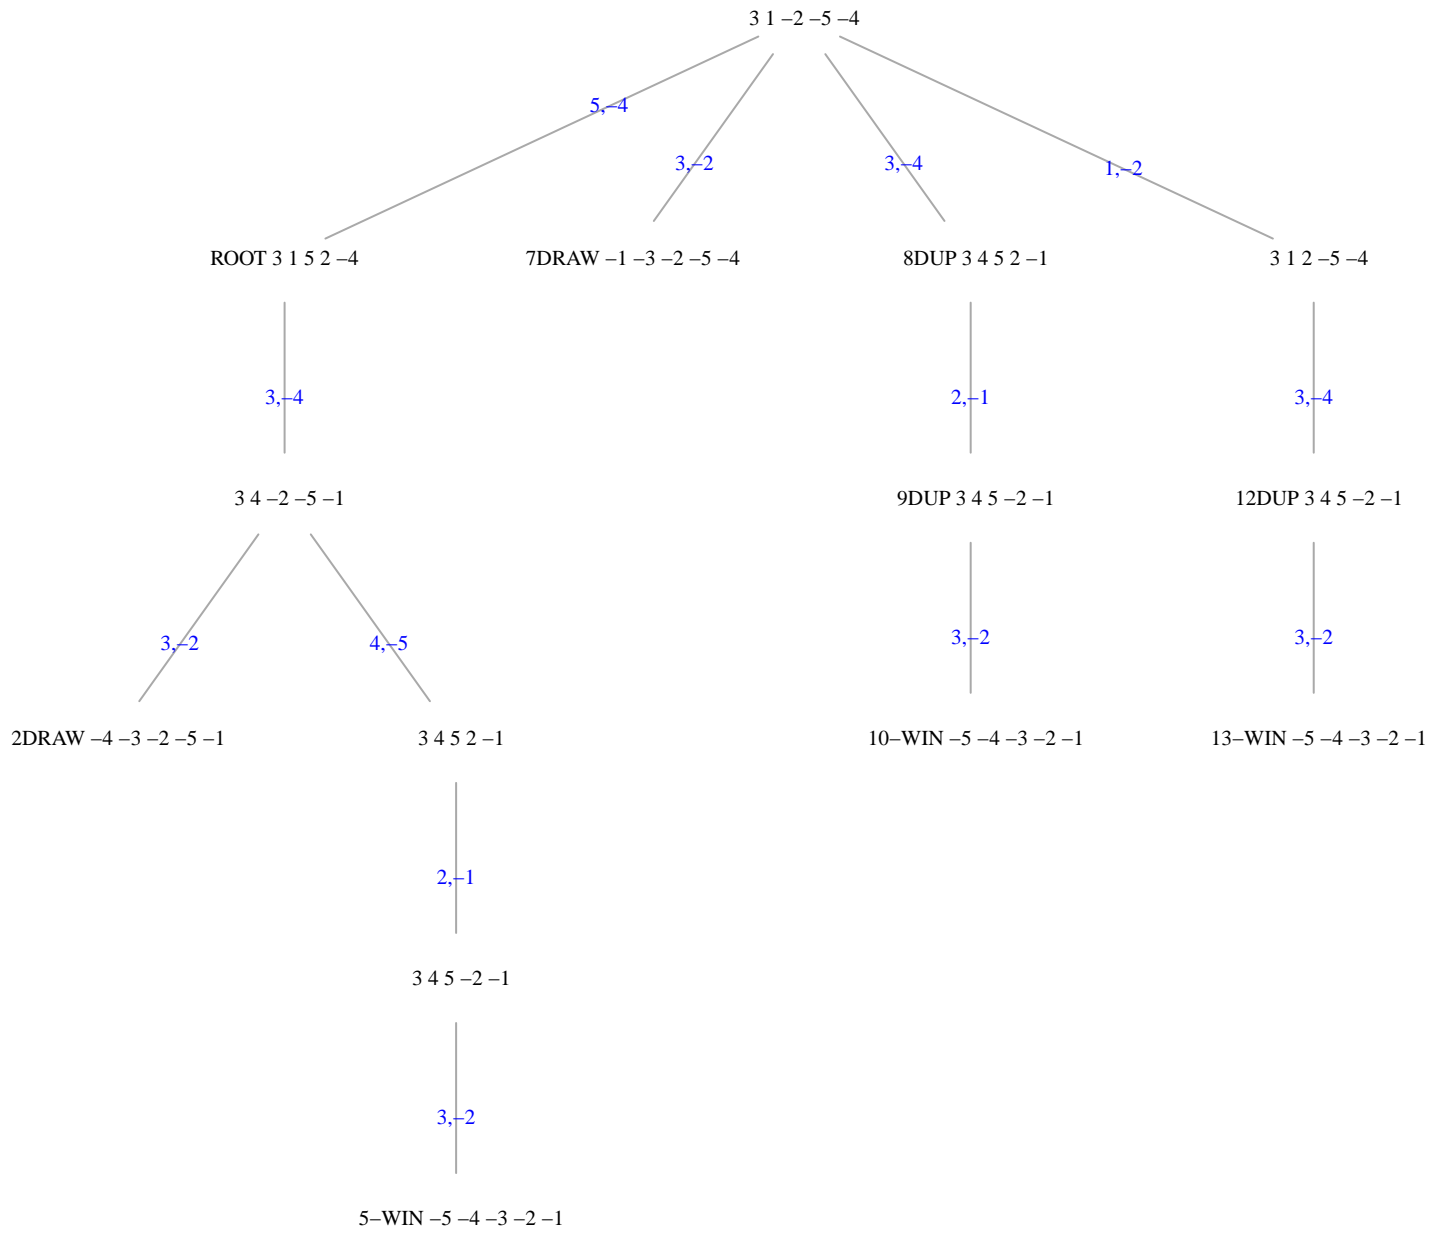 3 1 –2 –5 –4
5,–4
3,–2
3,–4
1,–2
ROOT 3 1 5 2 –4
7DRAW –1 –3 –2 –5 –4
8DUP 3 4 5 2 –1
3 1 2 –5 –4
3,–4
2,–1
3,–4
3 4 –2 –5 –1
9DUP 3 4 5 –2 –1
12DUP 3 4 5 –2 –1
3,–2
4,–5
3,–2
3,–2
2DRAW –4 –3 –2 –5 –1
3 4 5 2 –1
10–WIN –5 –4 –3 –2 –1
13–WIN –5 –4 –3 –2 –1
2,–1
3 4 5 –2 –1
3,–2
5–WIN –5 –4 –3 –2 –1